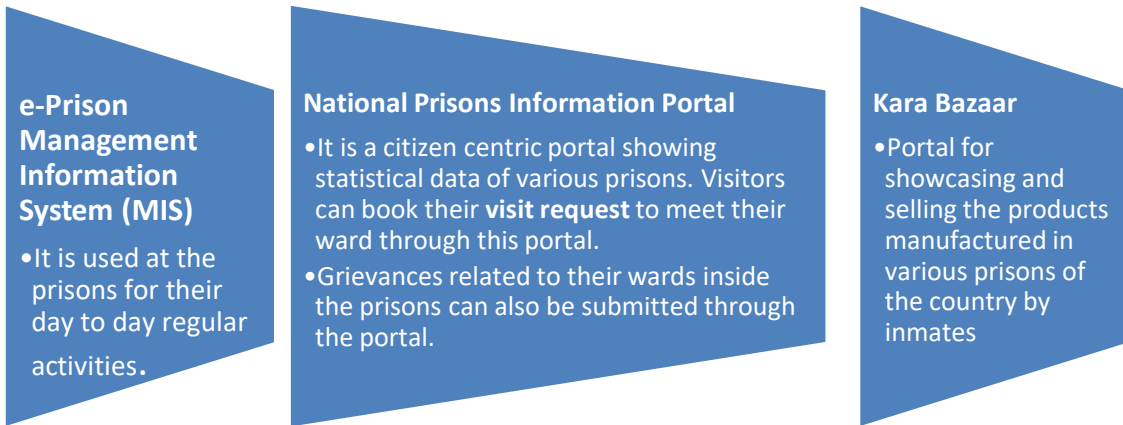 e-Prison
Management
Information
System (MIS)
•It is used at the
prisons for their
day to day regular
activities.
National Prisons Information Portal
•It is a citizen centric portal showing
statistical data of various prisons. Visitors
can book their visit request to meet their
ward through this portal.
•Grievances related to their wards inside
the prisons can also be submitted through
the portal.
Kara Bazaar
•Portal for
showcasing and
selling the products
manufactured in
various prisons of
the country by
inmates